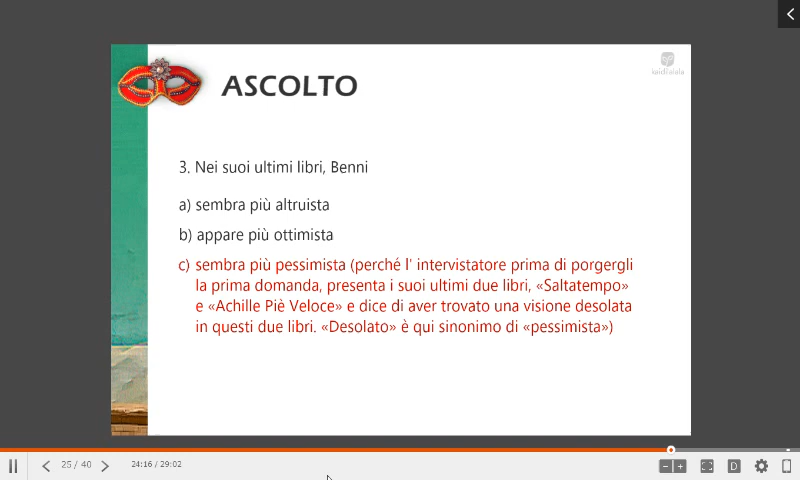 ASCOLTO
3. Nei suoi ultimi libri, Benni
a) sembra più altruista
b) appare più ottimista
c) sembra più pessimista (perché l' intervistatore prima di porgergli
la prima domanda, presenta i suoi ultimi due libri, «Saltatempo»
e «Achille Piè Veloce» e dice di aver trovato una visione desolata
in questi due libri. «Desolato» è qui sinonimo di «pessimista»)
25 / 40
24:16 / 29:02
D